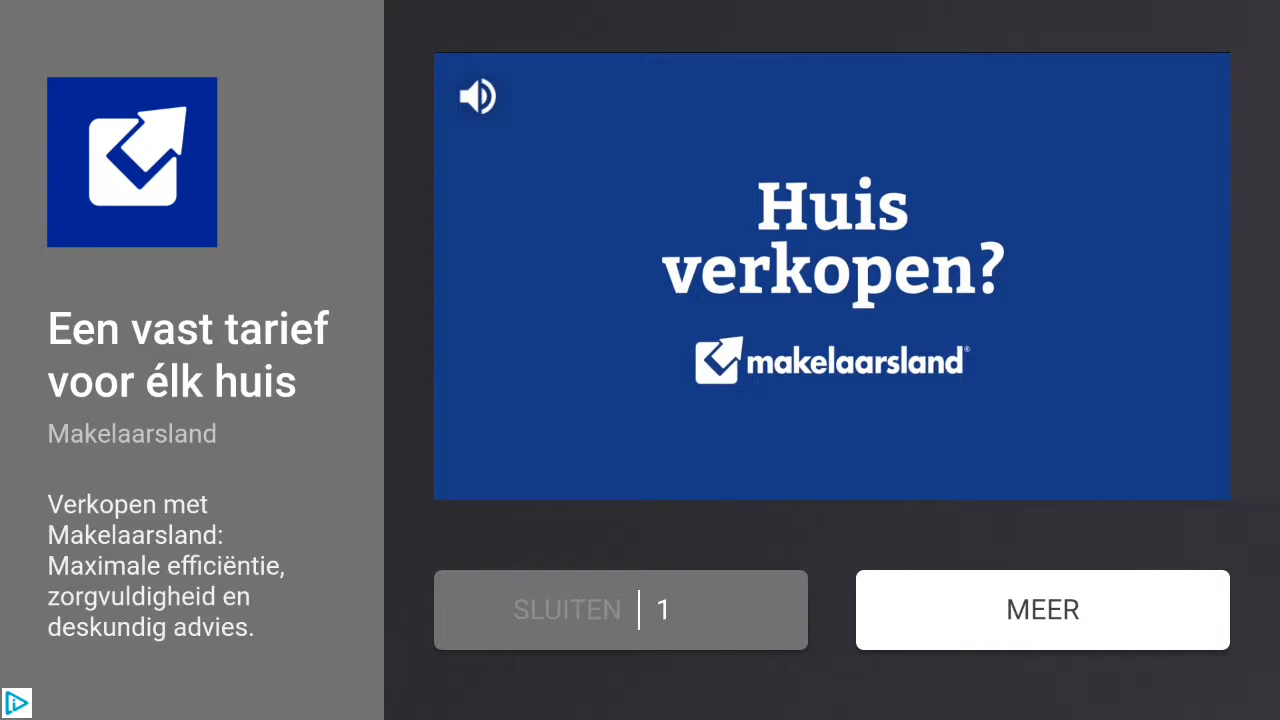 Een vast tarief
voor élk huis
Makelaarsland
Verkopen met
Makelaarsland:
Maximale efficiëntie,
zorgvuldigheid en
deskundig advies.
Huis
verkopen?
makelaarsland®
SLUITEN 1
MEER